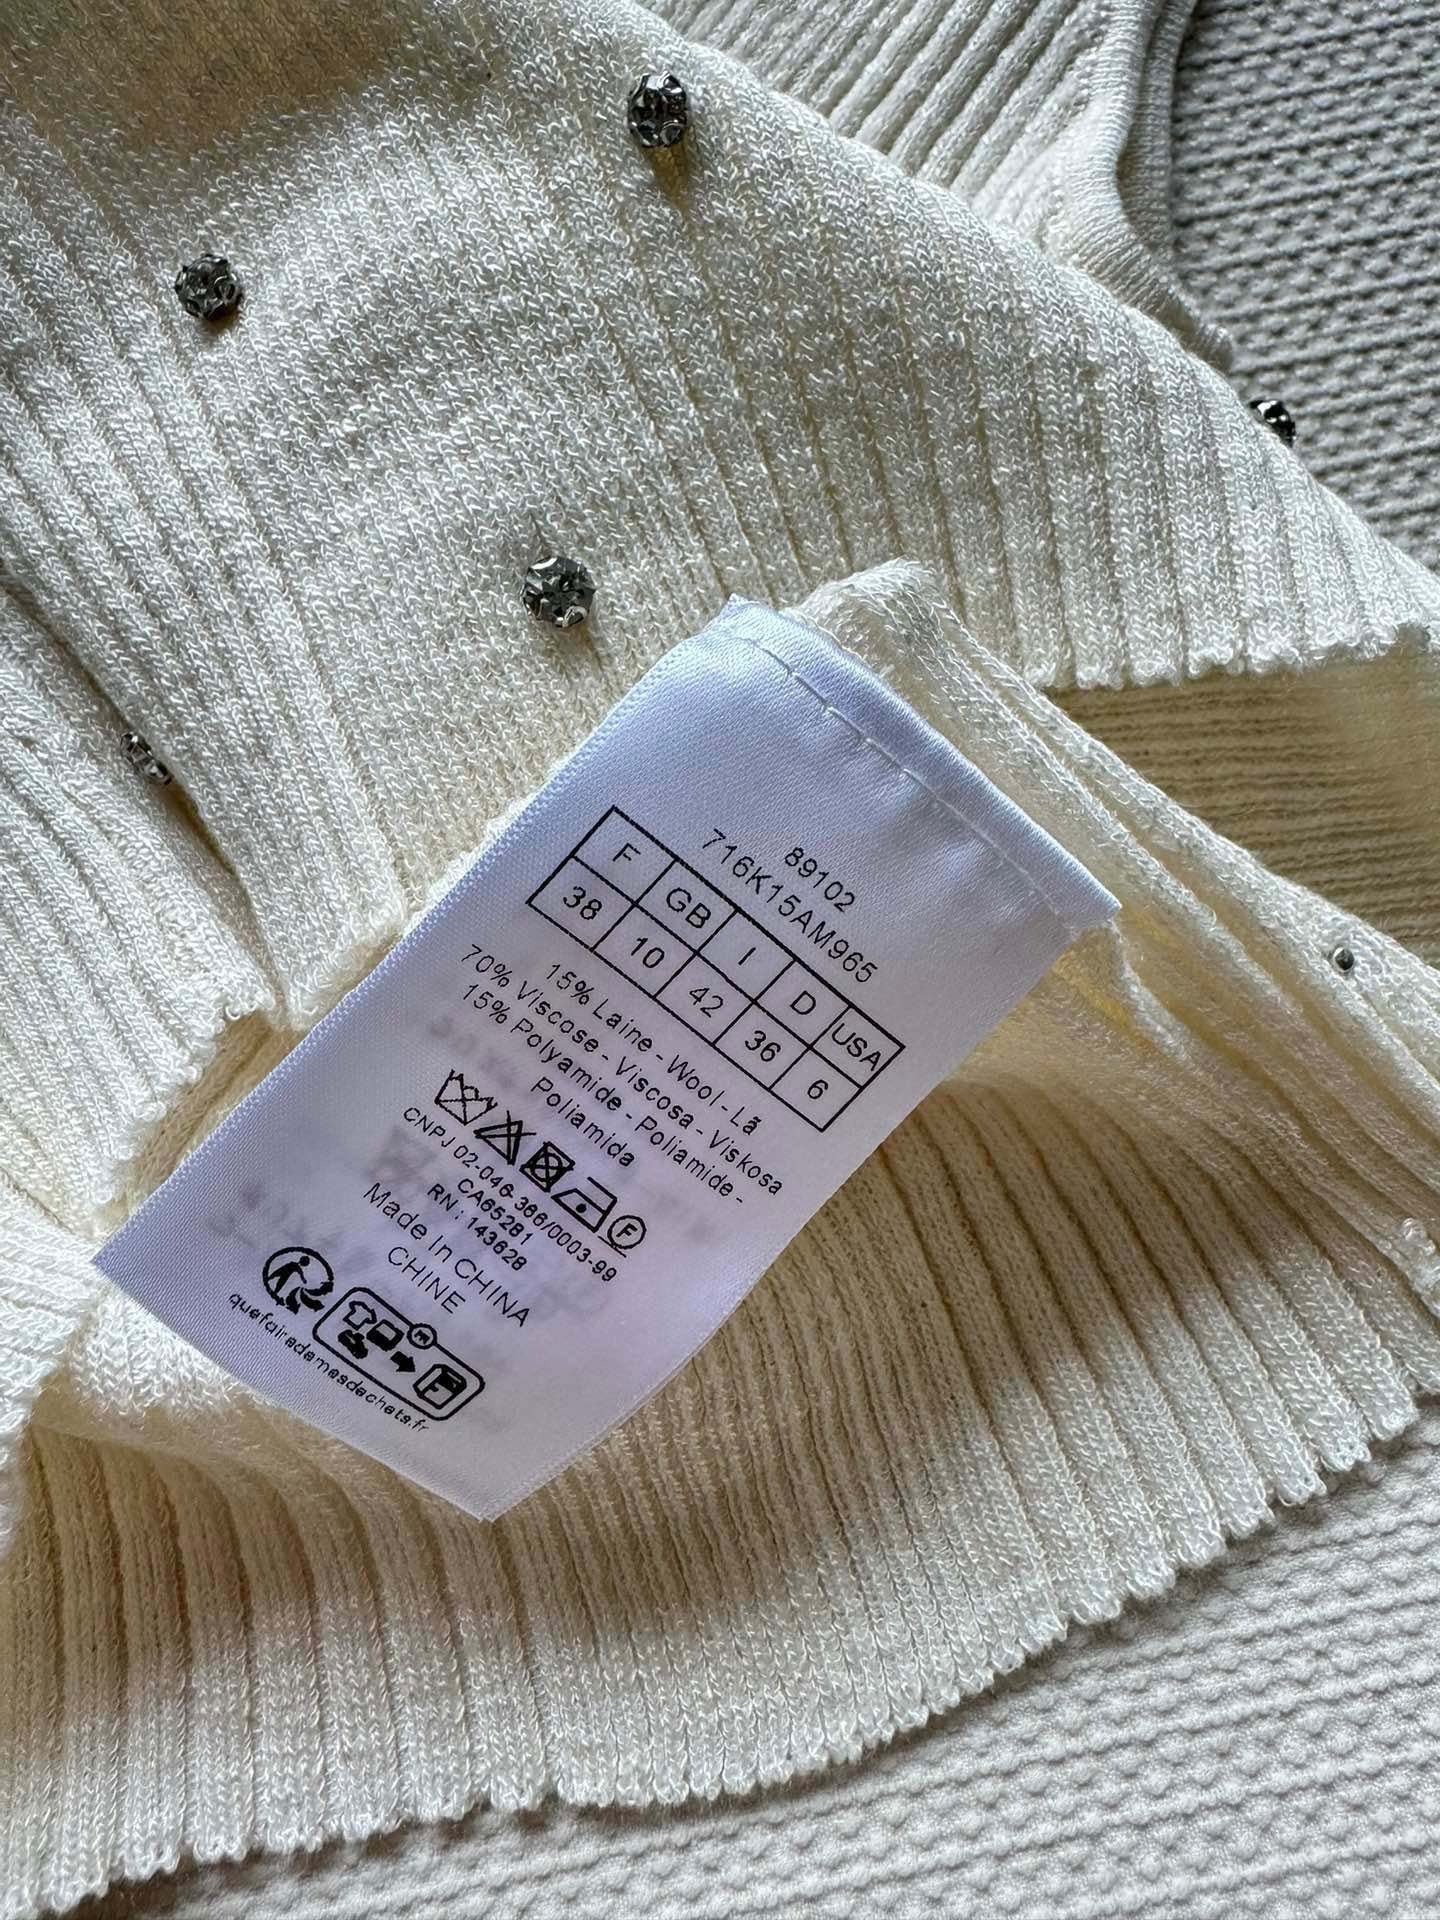 89102
716K15AM965
F GB I D USA
38 10 42 36 6
15% Laine - Wool - Lã
70% Viscose - Viscosa - Viskosa
15% Polyamide - Poliamide -
Poliamida
F
CNPJ 02-046-366/0003-99
CA65281
RN : 143628
Made In CHINA
CHINE
quefairedemesdechets.fr